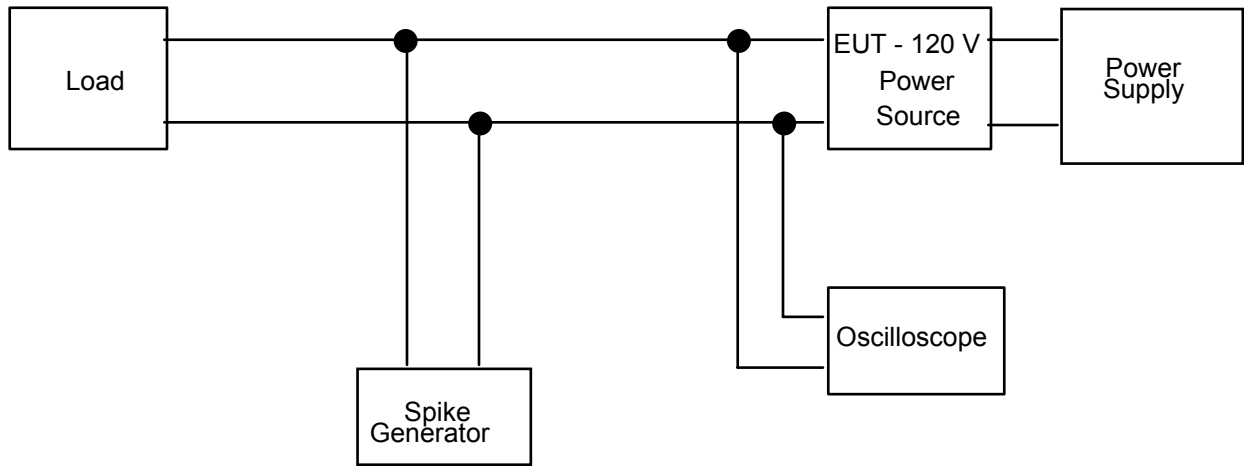 Load
EUT - 120 V
Power
Source
Power
Supply
Oscilloscope
Spike
Generator